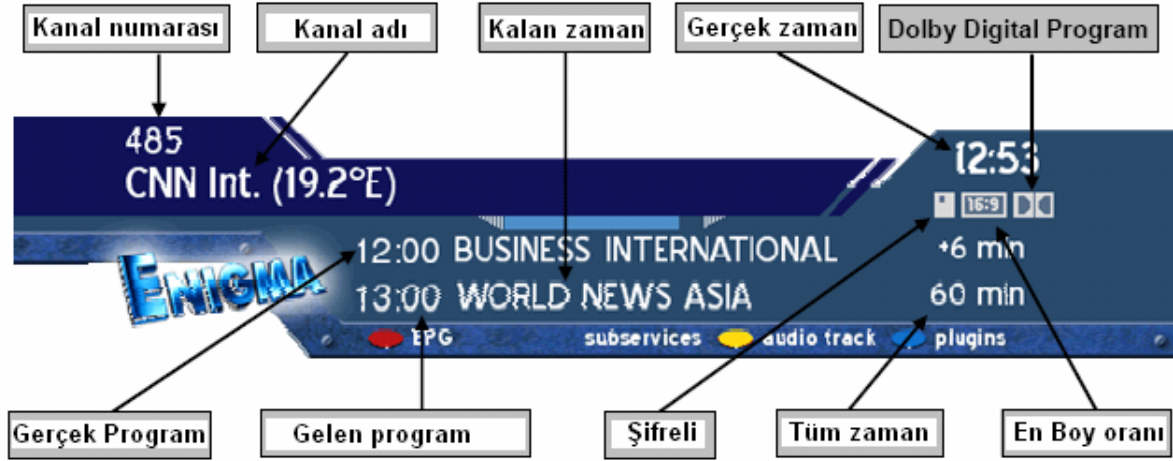 Kanal numarası
Kanal adı
Kalan zaman
Gerçek zaman
Dolby Digital Program
485
CNN Int. (19.2°E)
12:53
16:9
12:00 BUSINESS INTERNATIONAL +6 min
13:00 WORLD NEWS ASIA 60 min
ENIGMA
EPG subservices audio track plugins
Gerçek Program
Gelen program
Şifreli
Tüm zaman
En Boy oranı